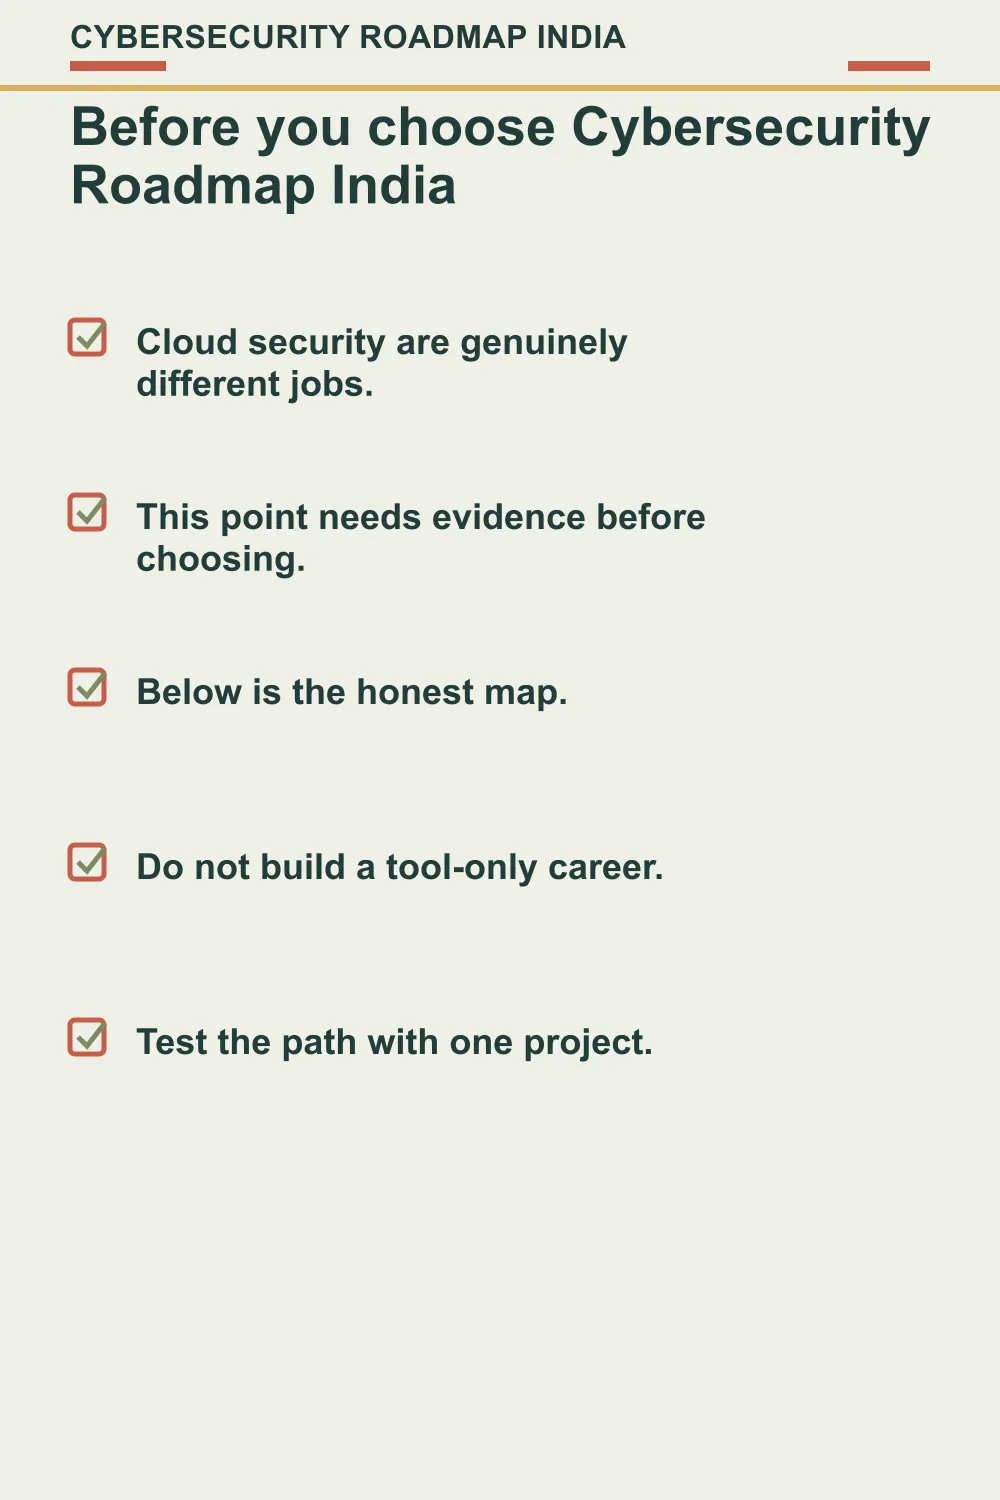 CYBERSECURITY ROADMAP INDIA
Before you choose Cybersecurity
Roadmap India
Cloud security are genuinely
different jobs.
This point needs evidence before
choosing.
Below is the honest map.
Do not build a tool-only career.
Test the path with one project.